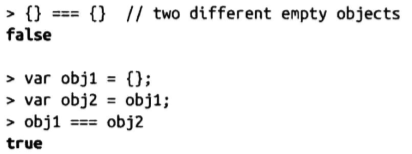 > {} === {}  // two different empty objects
false
> var obj1 = {};
> var obj2 = obj1;
> obj1 === obj2
true